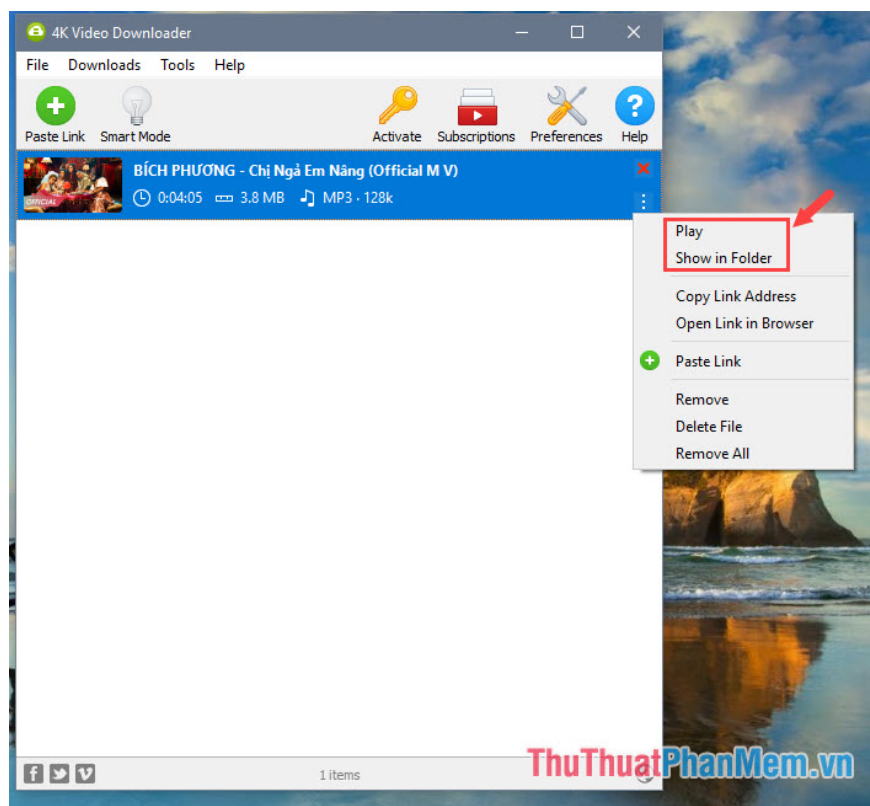 4K Video Downloader
File Downloads Tools Help
Paste Link Smart Mode Activate Subscriptions Preferences Help
BÍCH PHƯƠNG - Chị Ngả Em Nâng (Official M V)
0:04:05 3.8 MB MP3 · 128k
OFFICIAL
Play
Show in Folder
Copy Link Address
Open Link in Browser
Paste Link
Remove
Delete File
Remove All
1 items
ThuThuatPhanMem.vn